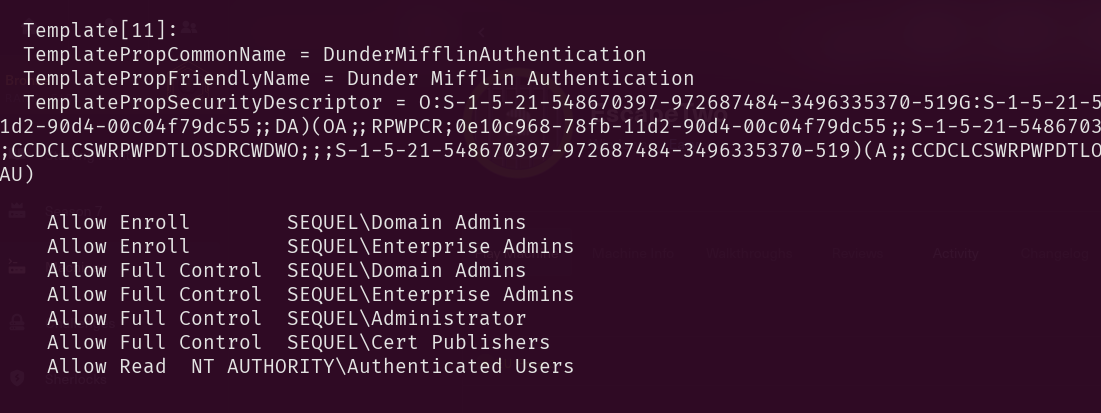 Template[11]:
TemplatePropCommonName = DunderMifflinAuthentication
TemplatePropFriendlyName = Dunder Mifflin Authentication
TemplatePropSecurityDescriptor = O:S-1-5-21-548670397-972687484-3496335370-519G:S-1-5-21-5
1d2-90d4-00c04f79dc55;;DA)(OA;;RPWPCR;0e10c968-78fb-11d2-90d4-00c04f79dc55;;S-1-5-21-5486703
;CCDCLCSWRPWPDTLOSDRCWDWO;;;S-1-5-21-548670397-972687484-3496335370-519)(A;;CCDCLCSWRPWPDTLO
AU)
Allow Enroll SEQUEL\Domain Admins
Allow Enroll SEQUEL\Enterprise Admins
Allow Full Control SEQUEL\Domain Admins
Allow Full Control SEQUEL\Enterprise Admins
Allow Full Control SEQUEL\Administrator
Allow Full Control SEQUEL\Cert Publishers
Allow Read NT AUTHORITY\Authenticated Users
Activity
Sherlocks